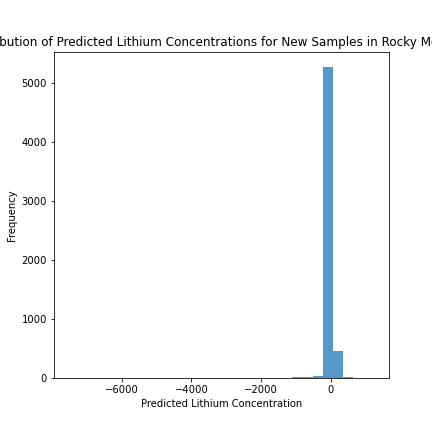 of Predicted Lithium Concentrations for New Samples in Rocky
5000
4000
3000
2000
1000
0
Frequency
−6000 −4000 −2000 0
Predicted Lithium Concentration